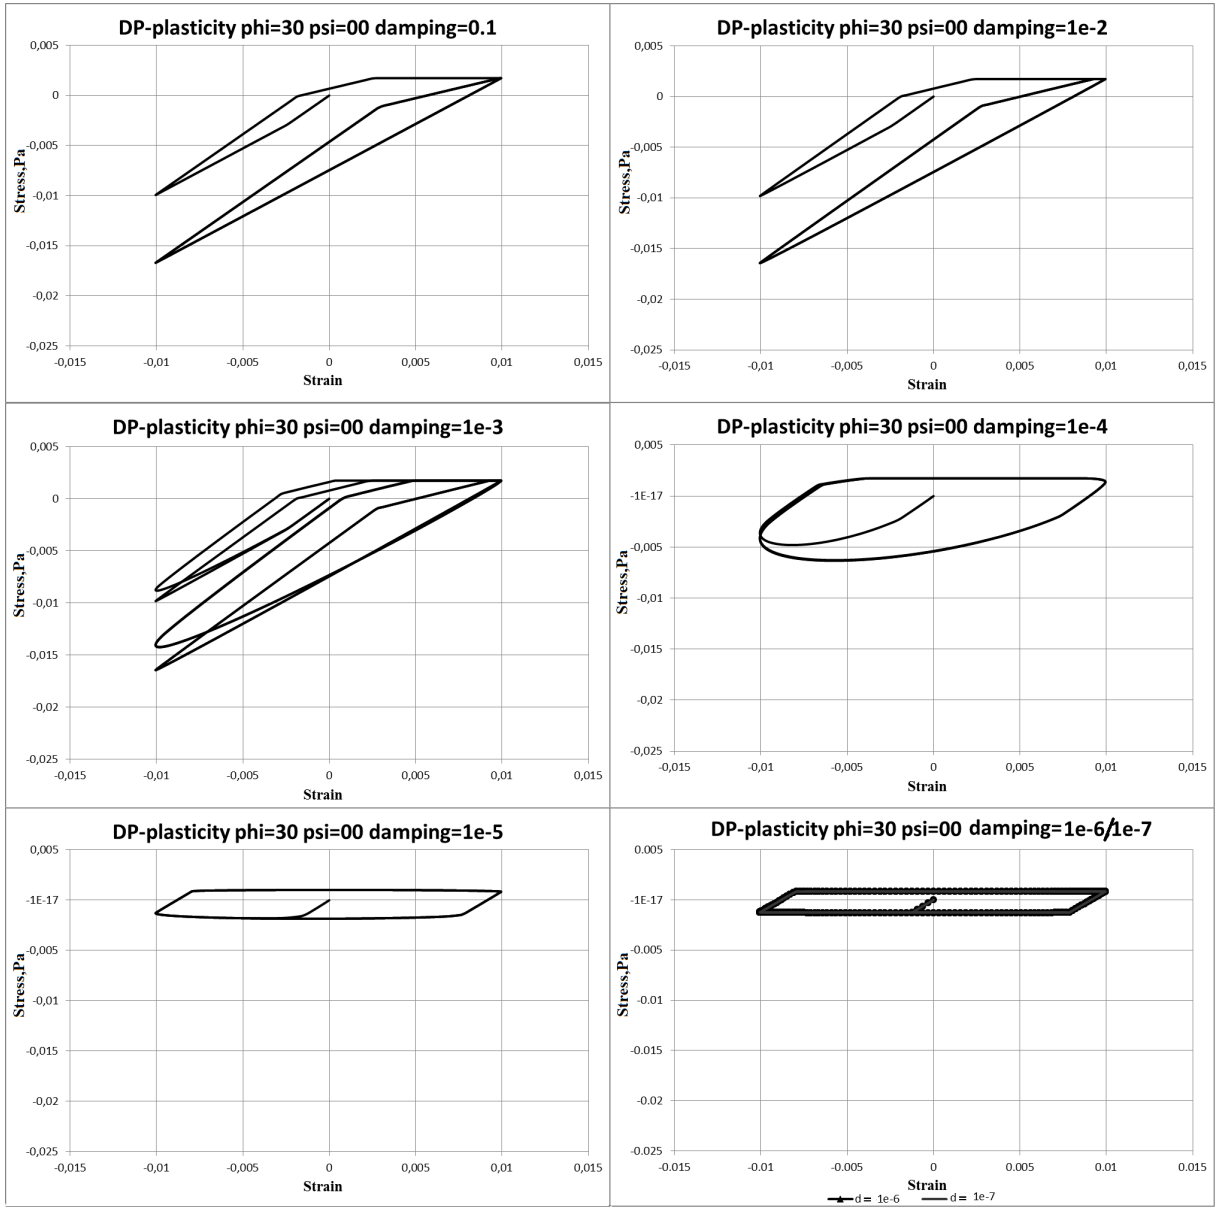 DP-plasticity phi=30 psi=00 damping=0.1
0,005
0
-0,005
-0,01
-0,015
-0,02
-0,025
-0,015 -0,01 -0,005 0 0,005 0,01 0,015
Stress,Pa
Strain
DP-plasticity phi=30 psi=00 damping=1e-2
0,005
0
-0,005
-0,01
-0,015
-0,02
-0,025
-0,015 -0,01 -0,005 0 0,005 0,01 0,015
Stress,Pa
Strain
DP-plasticity phi=30 psi=00 damping=1e-3
0,005
0
-0,005
-0,01
-0,015
-0,02
-0,025
-0,015 -0,01 -0,005 0 0,005 0,01 0,015
Stress,Pa
Strain
DP-plasticity phi=30 psi=00 damping=1e-4
0,005
-1E-17
-0,005
-0,01
-0,015
-0,02
-0,025
-0,015 -0,01 -0,005 0 0,005 0,01 0,015
Stress,Pa
Strain
DP-plasticity phi=30 psi=00 damping=1e-5
0,005
-1E-17
-0,005
-0,01
-0,015
-0,02
-0,025
-0,015 -0,01 -0,005 0 0,005 0,01 0,015
Stress,Pa
Strain
DP-plasticity phi=30 psi=00 damping=1e-6/1e-7
0,005
-1E-17
-0.005
-0.01
-0.015
-0.02
-0.025
-0.015 -0,01 -0,005 0 0,005 0,01 0.015
Stress,Pa
Strain
d = 1e-6 d = 1e-7